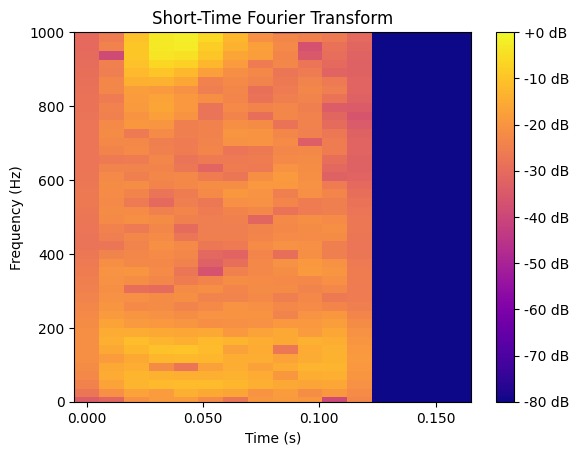 Short-Time Fourier Transform
1000
800
600
400
200
0
Frequency (Hz)
0.000
0.050
0.100
0.150
Time (s)
+0 dB
-10 dB
-20 dB
-30 dB
-40 dB
-50 dB
-60 dB
-70 dB
-80 dB